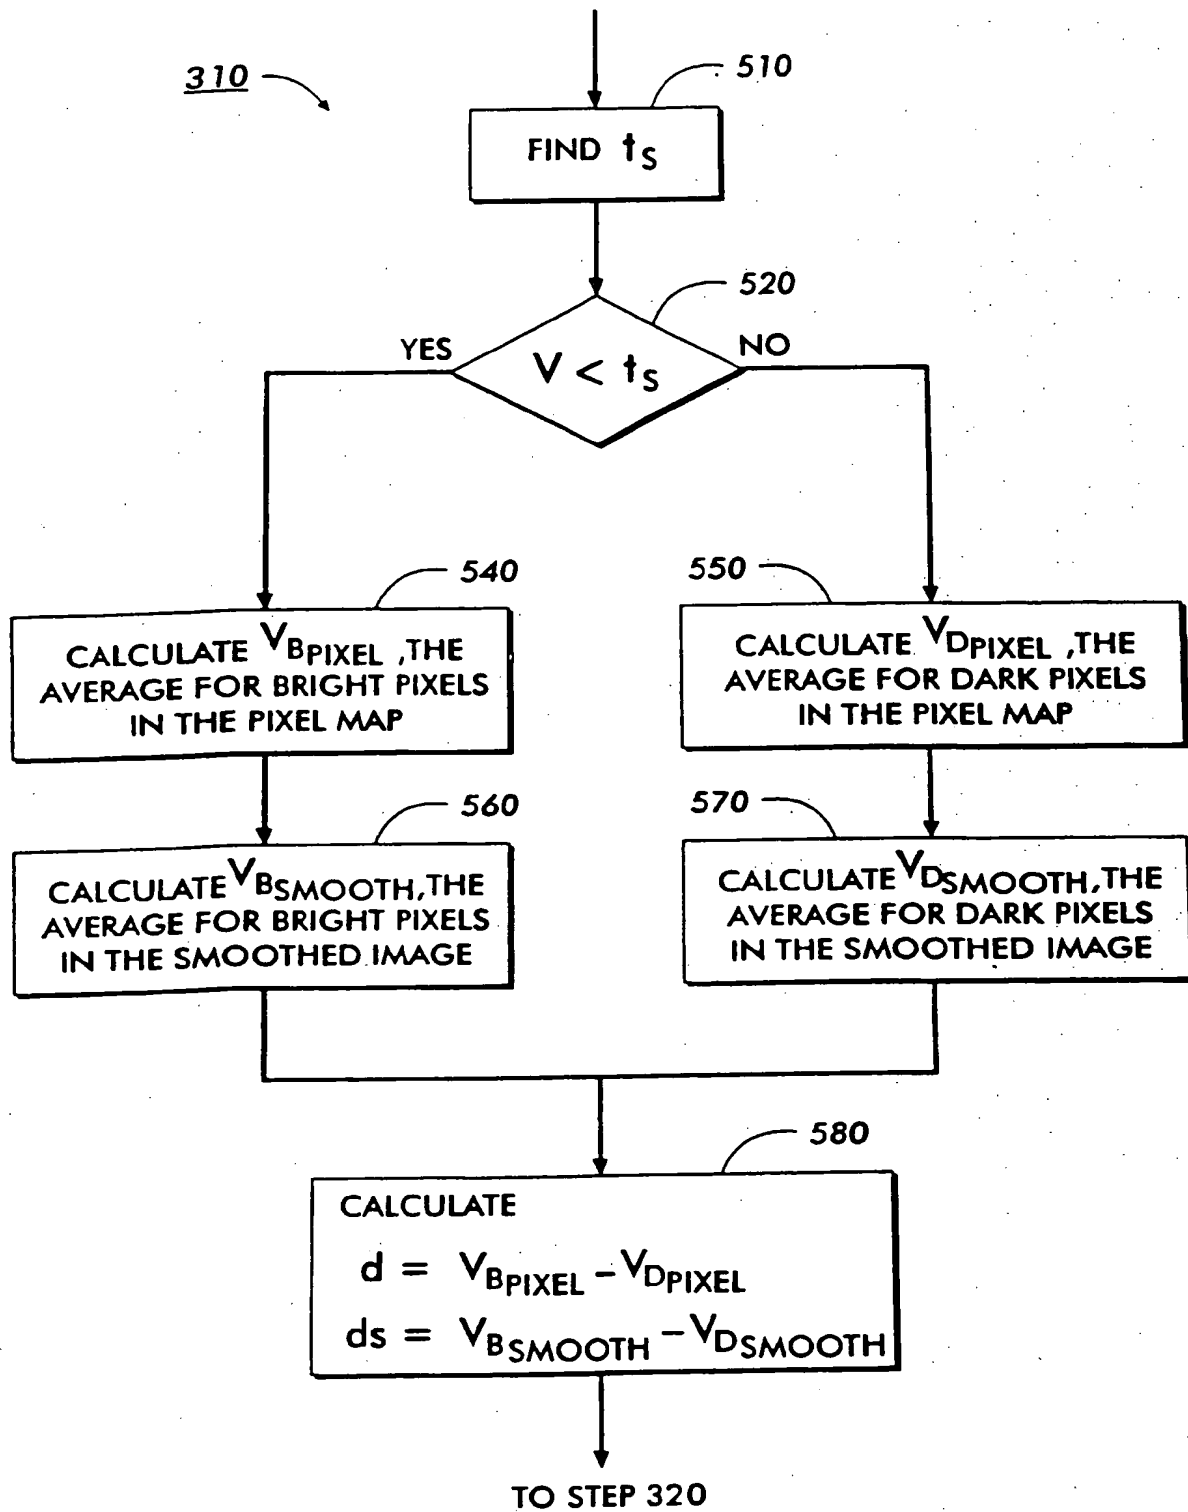 310
510
FIND tS
520
YES
V < tS
NO
540
CALCULATE VBPIXEL ,THE
AVERAGE FOR BRIGHT PIXELS
IN THE PIXEL MAP
550
CALCULATE VDPIXEL ,THE
AVERAGE FOR DARK PIXELS
IN THE PIXEL MAP
560
CALCULATE VBSMOOTH,THE
AVERAGE FOR BRIGHT PIXELS
IN THE SMOOTHED IMAGE
570
CALCULATE VDSMOOTH,THE
AVERAGE FOR DARK PIXELS
IN THE SMOOTHED IMAGE
580
CALCULATE
d = VBPIXEL - VDPIXEL
ds = VBSMOOTH - VDSMOOTH
TO STEP 320